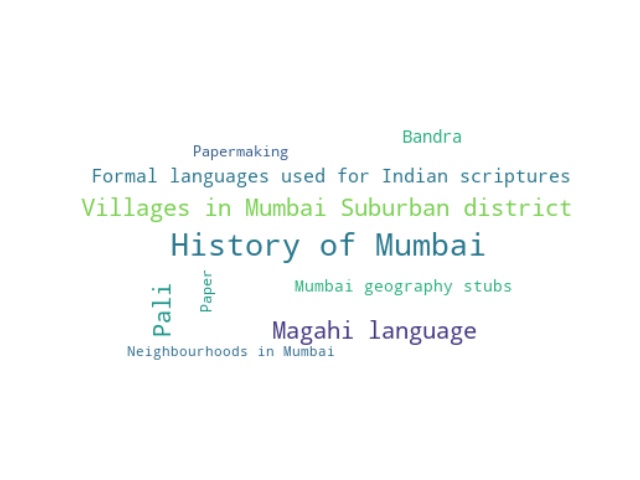 Bandra
Papermaking
Formal languages used for Indian scriptures
Villages in Mumbai Suburban district
History of Mumbai
Pali
Paper
Mumbai geography stubs
Magahi language
Neighbourhoods in Mumbai